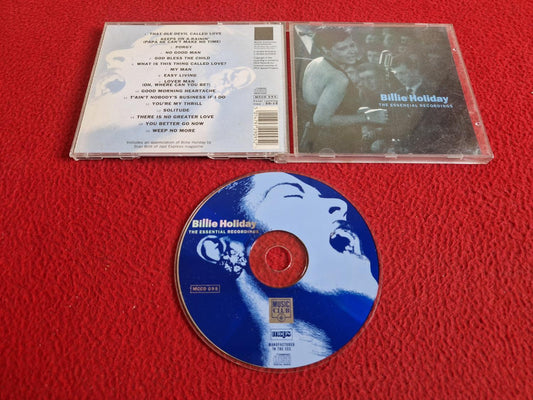 THAT OLE DEVIL CALLED LOVE
KEEPS ON A-RAININ'
(PAPA HE CAN'T MAKE NO TIME)
PORGY
NO GOOD MAN
GOD BLESS THE CHILD
WHAT IS THIS THING CALLED LOVE?
MY MAN
EASY LIVING
LOVER MAN
(OH, WHERE CAN YOU BE?)
GOOD MORNING HEARTACHE
T'AIN'T NOBODY'S BUSINESS IF I DO
YOU'RE MY THRILL
SOLITUDE
THERE IS NO GREATER LOVE
YOU BETTER GO NOW
WEEP NO MORE
Includes an appreciation of Billie Holiday by
Stan Britt of Jazz Express magazine
MCCD 095
Billie Holiday
THE ESSENTIAL RECORDINGS
Billie Holiday
THE ESSENTIAL RECORDINGS
MCCD 095
MUSIC
CLUB
mcps
MANUFACTURED
IN THE EEC